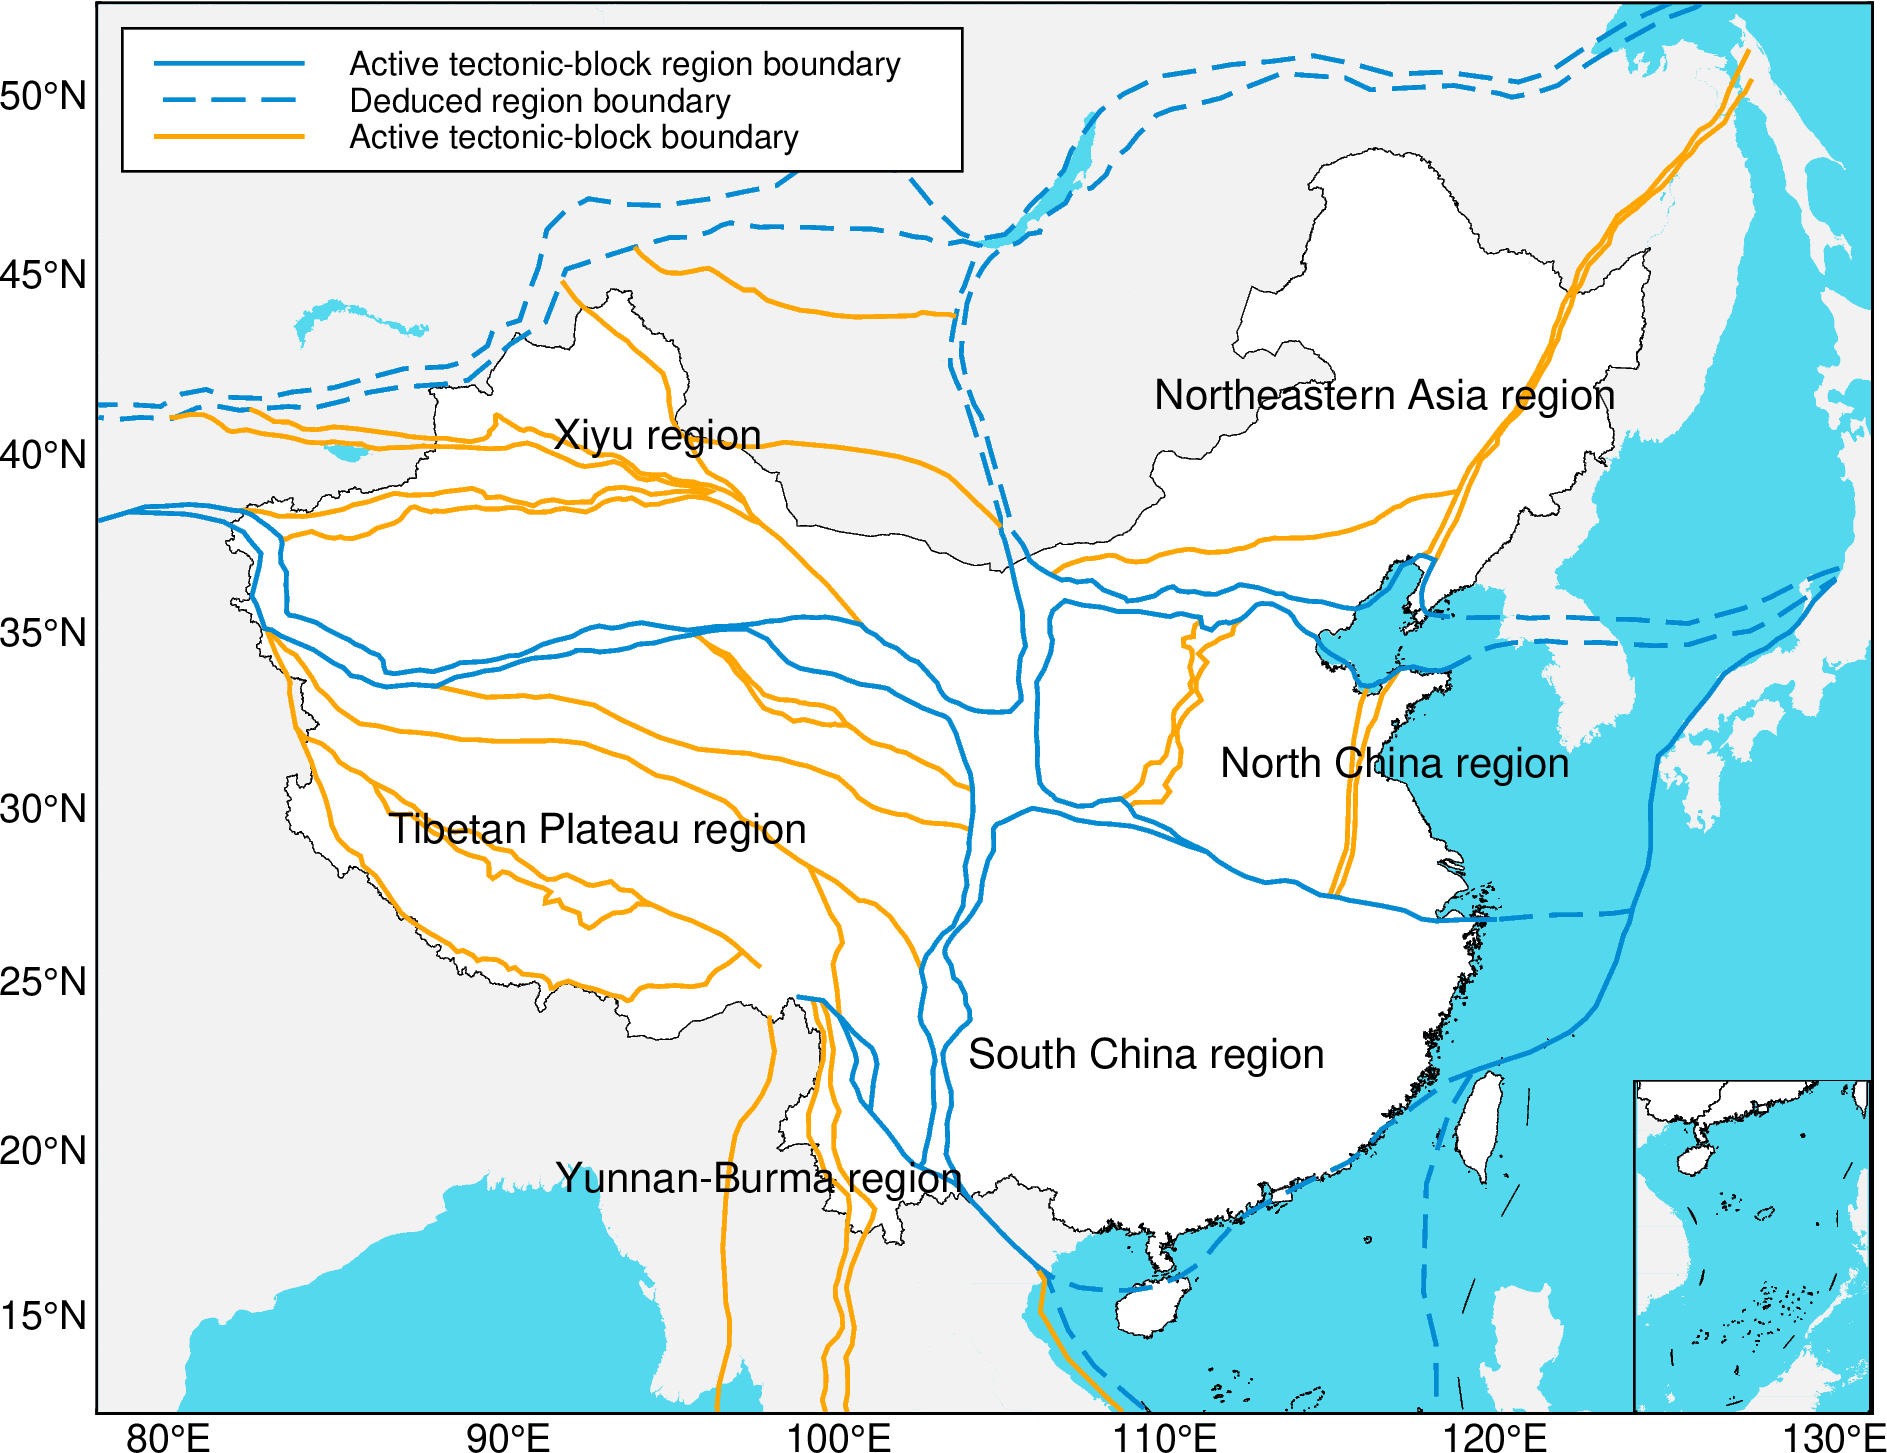 Active tectonic-block region boundary
Deduced region boundary
Active tectonic-block boundary
50°N
45°N
40°N
35°N
30°N
25°N
20°N
15°N
Northeastern Asia region
Xiyu region
North China region
Tibetan Plateau region
South China region
Yunnan-Burma region
80°E
90°E
100°E
110°E
120°E
130°E